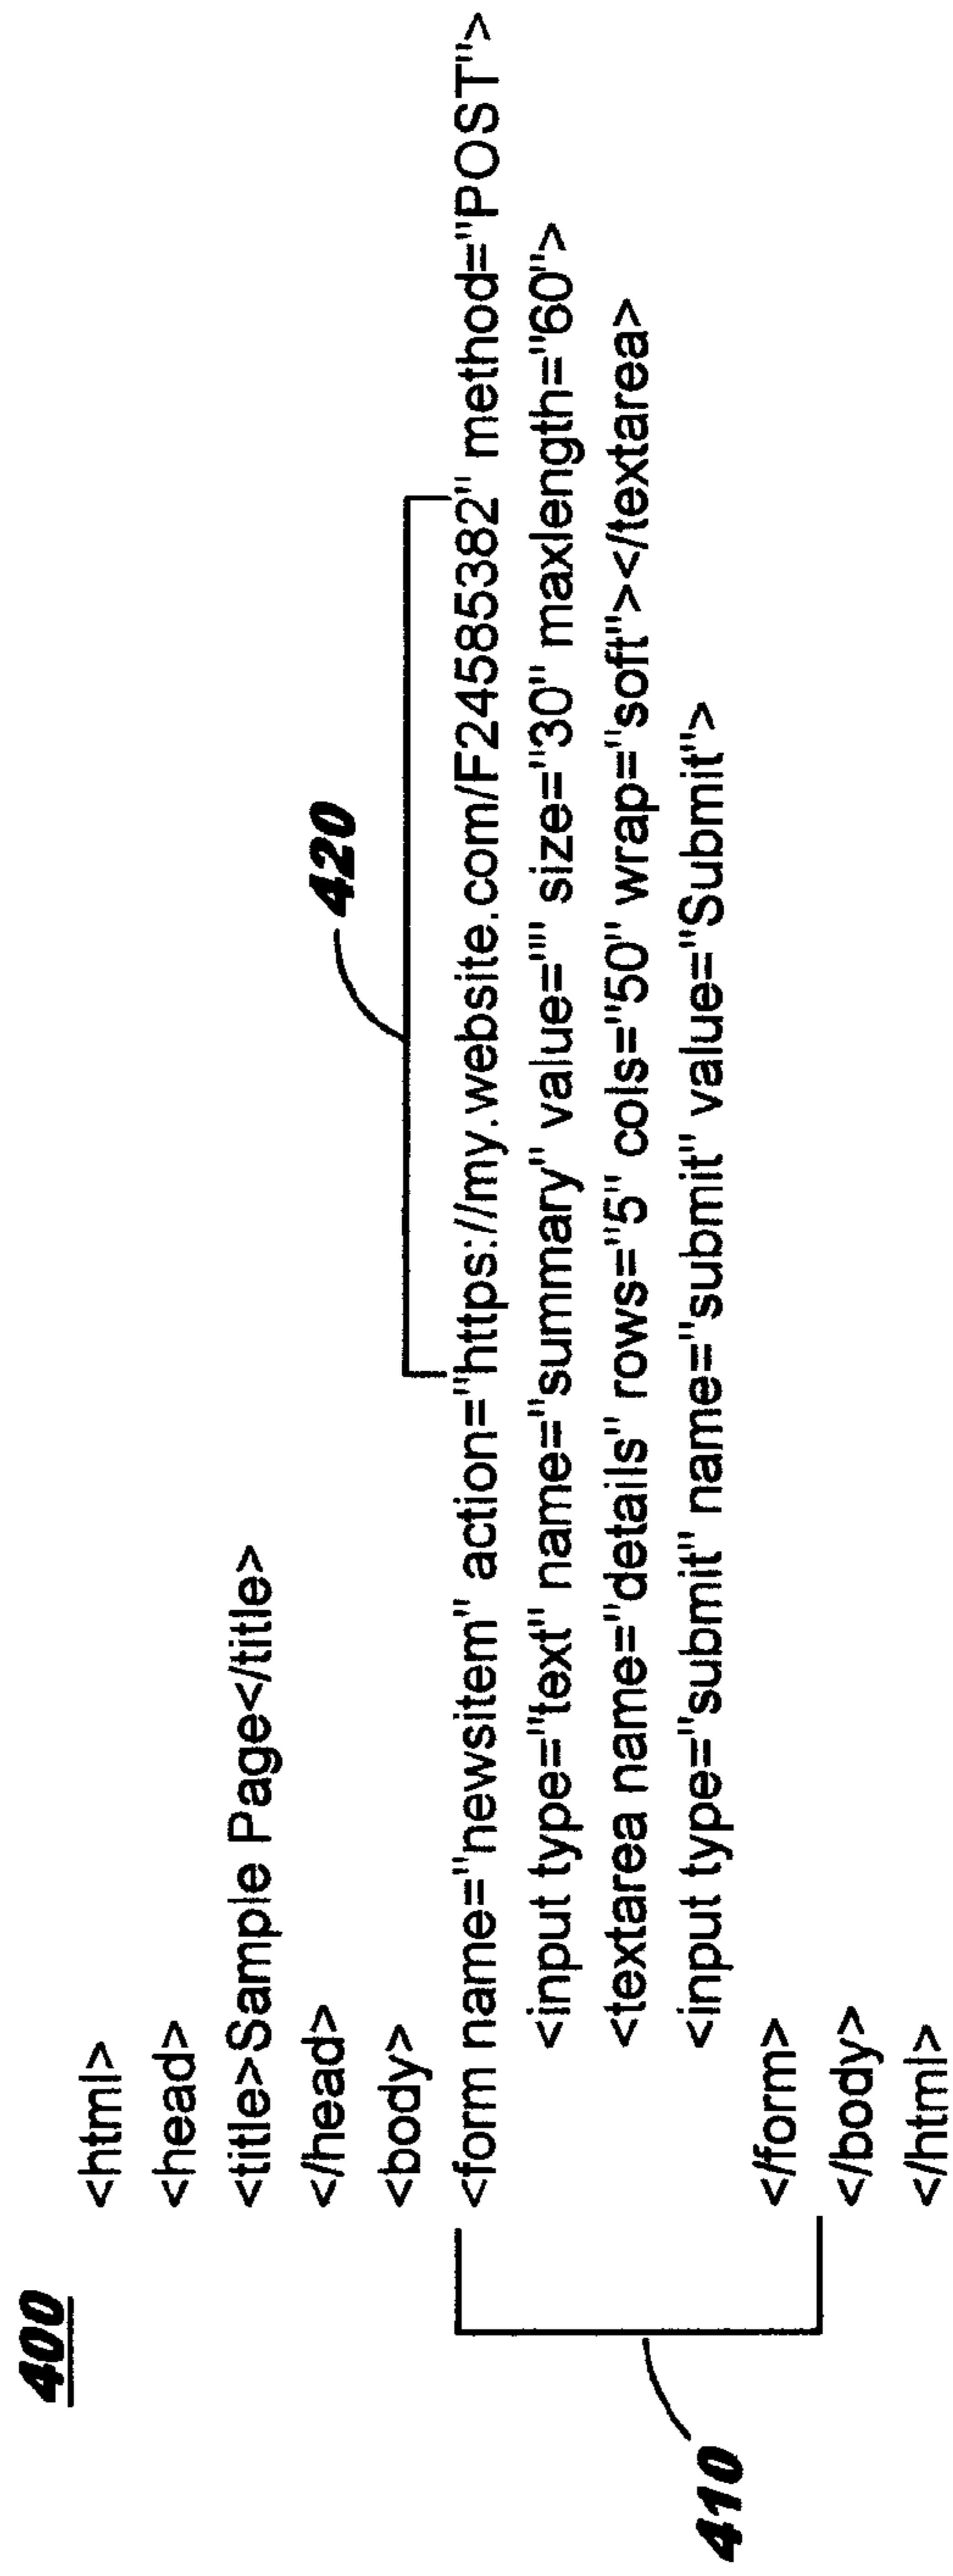 400
<html>
<head>
<title>Sample Page</title>
</head>
<body>
420
<form name="newsitem" action="https://my.website.com/F24585382" method="POST">
<input type="text" name="summary" value="" size="30" maxlength="60">
<textarea name="details" rows="5" cols="50" wrap="soft"></textarea>
<input type="submit" name="submit" value="Submit">
410
</form>
</body>
</html>